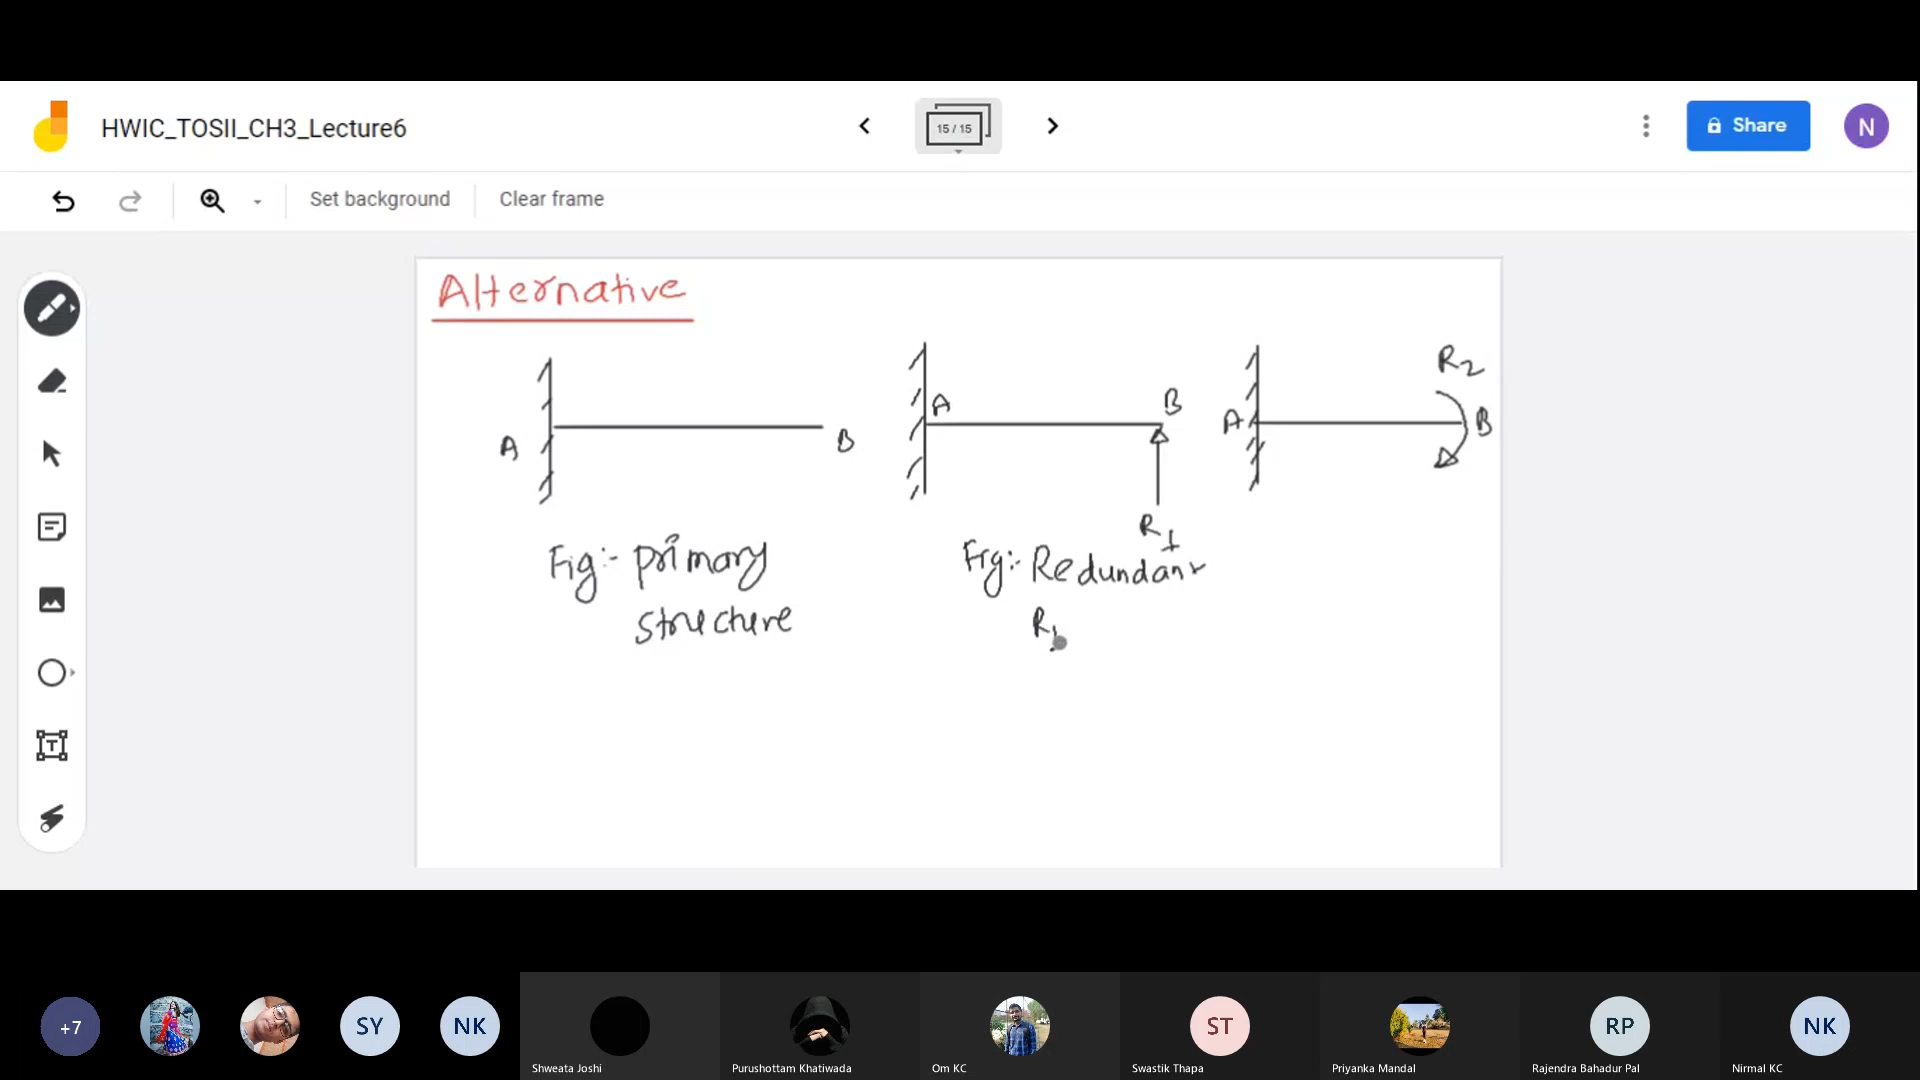 HWIC_TOSII_CH3_Lecture6
15 / 15
Share
N
Set background
Clear frame
Alternative
A
B
Fig:- primary
structure
A
B
R1
Fig:- Redundant
R1
A
R2
B
T
+7
SY
NK
Shweata Joshi
Purushottam Khatiwada
Om KC
ST
Swastik Thapa
Priyanka Mandal
RP
Rajendra Bahadur Pal
NK
Nirmal KC